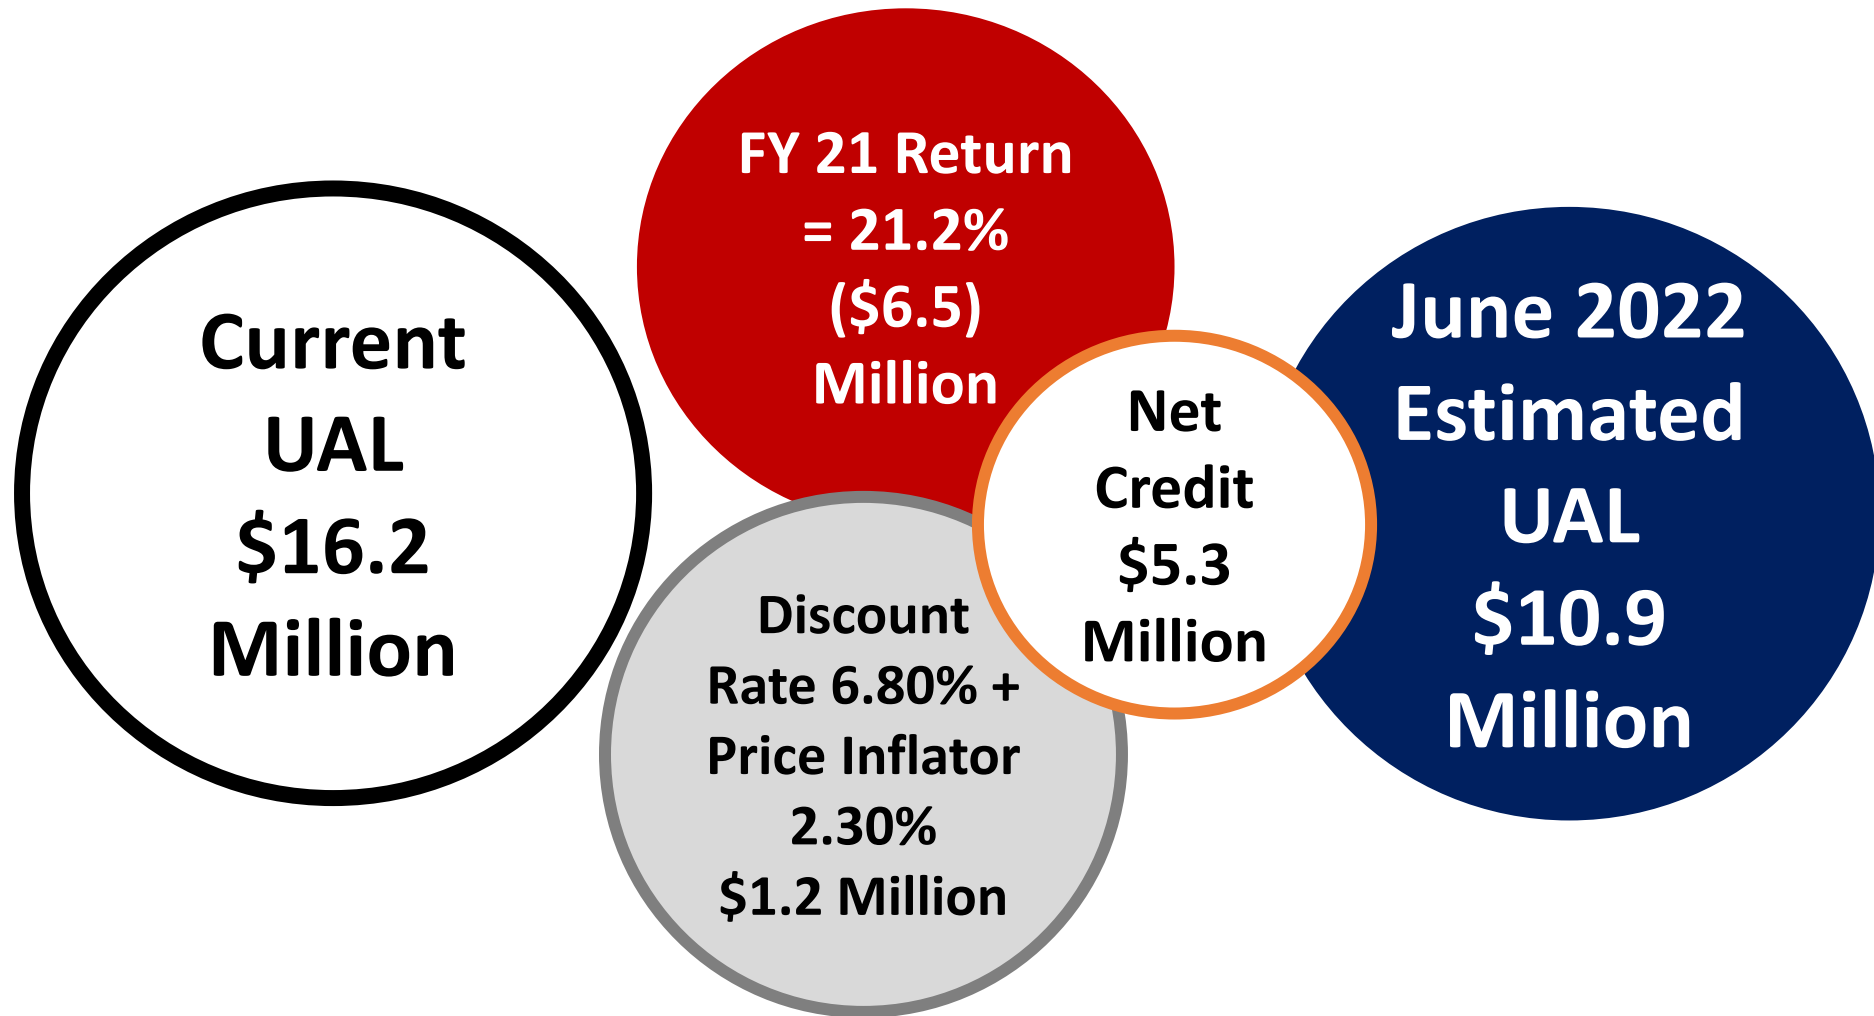 Current
UAL
$16.2
Million
FY 21 Return
= 21.2%
($6.5)
Million
Discount
Rate 6.80% +
Price Inflator
2.30%
$1.2 Million
Net
Credit
$5.3
Million
June 2022
Estimated
UAL
$10.9
Million